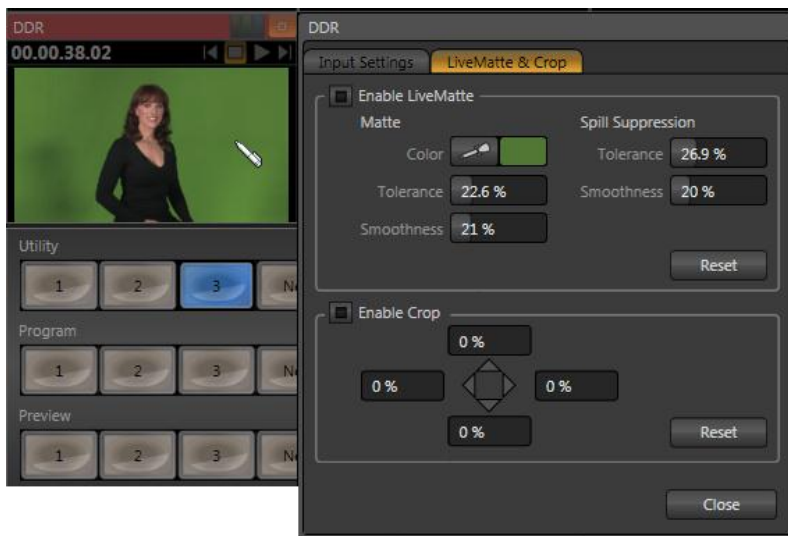 DDR
00.00.38.02
Utility
1 2 3
Program
1 2 3
Preview
1 2 3
DDR
Input Settings LiveMatte & Crop
Enable LiveMatte
Matte Spill Suppression
Color Tolerance 26.9 %
Tolerance 22.6 % Smoothness 20 %
Smoothness 21 %
Reset
Enable Crop
0 %
0 % 0 %
0 % Reset
Close